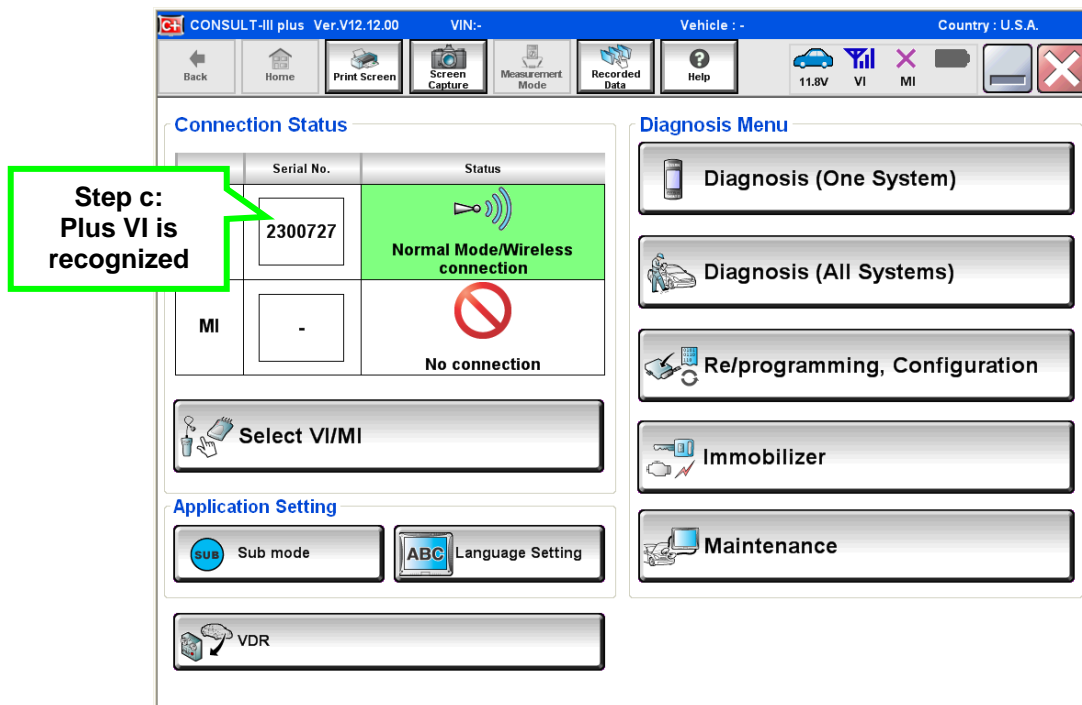 C+ CONSULT-III plus Ver.V12.12.00 VIN:- Vehicle : - Country : U.S.A.
Back
Home
Print Screen
Screen
Capture
Measurement
Mode
Recorded
Data
Help
11.8V
VI
MI
Connection Status
Serial No.
Status
Step c:
Plus VI is
recognized
2300727
Normal Mode/Wireless
connection
MI
-
No connection
Select VI/MI
Application Setting
SUB
Sub mode
ABC
Language Setting
VDR
Diagnosis Menu
Diagnosis (One System)
Diagnosis (All Systems)
Re/programming, Configuration
Immobilizer
Maintenance